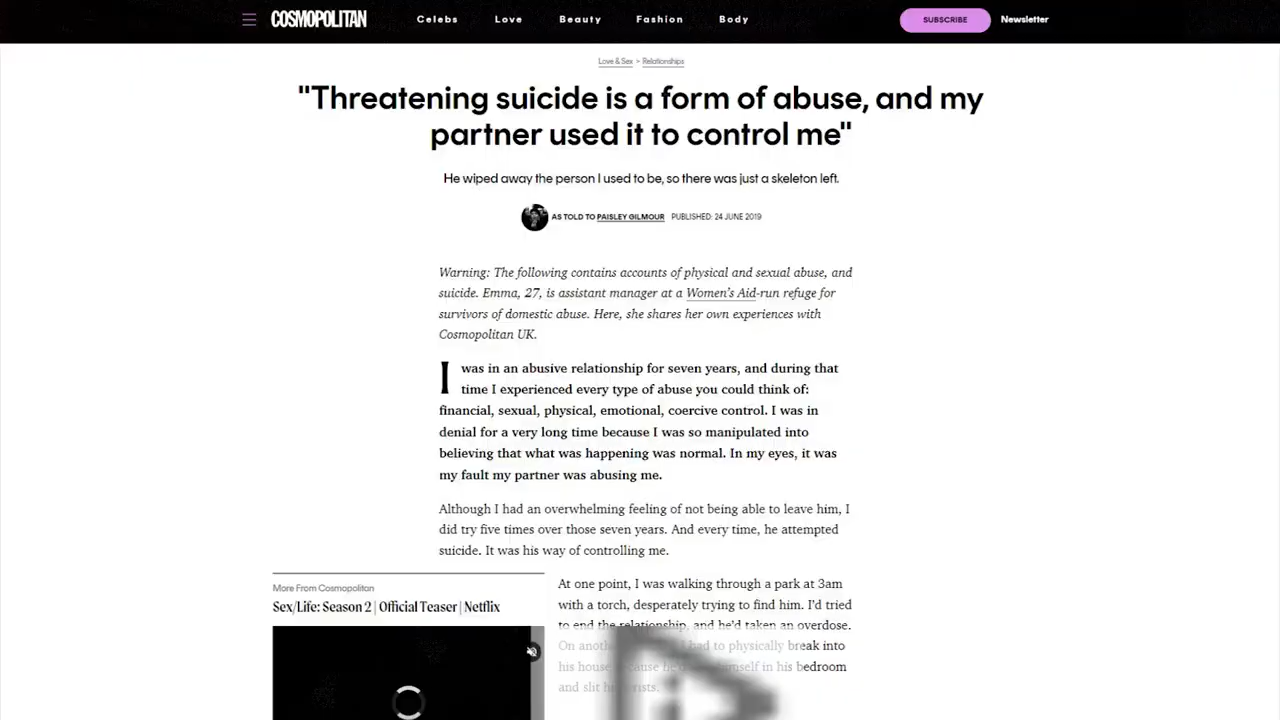 COSMOPOLITAN
Celebs Love Beauty Fashion Body
SUBSCRIBE Newsletter
Love & Sex > Relationships
"Threatening suicide is a form of abuse, and my
partner used it to control me"
He wiped away the person I used to be, so there was just a skeleton left.
AS TOLD TO PAISLEY GILMOUR PUBLISHED: 24 JUNE 2019
Warning: The following contains accounts of physical and sexual abuse, and
suicide. Emma, 27, is assistant manager at a Women's Aid-run refuge for
survivors of domestic abuse. Here, she shares her own experiences with
Cosmopolitan UK.
I was in an abusive relationship for seven years, and during that
time I experienced every type of abuse you could think of:
financial, sexual, physical, emotional, coercive control. I was in
denial for a very long time because I was so manipulated into
believing that what was happening was normal. In my eyes, it was
my fault my partner was abusing me.
Although I had an overwhelming feeling of not being able to leave him, I
did try five times over those seven years. And every time, he attempted
suicide. It was his way of controlling me.
More From Cosmopolitan
Sex/Life: Season 2 | Official Teaser | Netflix
At one point, I was walking through a park at 3am
with a torch, desperately trying to find him. I'd tried
to end the relationship, and he'd taken an overdose.
On had to physically break into
his house himself in his bedroom
and slit